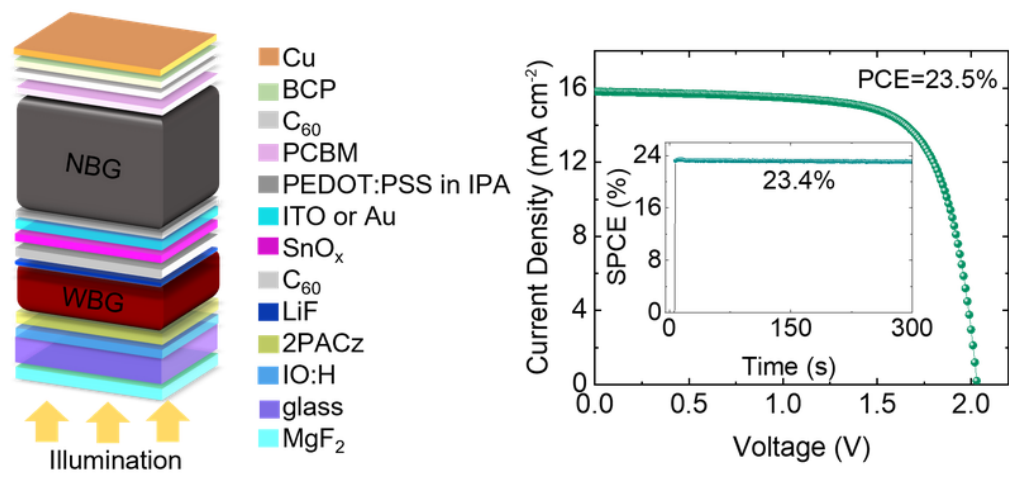 NBG
WBG
Illumination
Cu
BCP
C₆₀
PCBM
PEDOT:PSS in IPA
ITO or Au
SnOₓ
C₆₀
LiF
2PACz
IO:H
glass
MgF₂
PCE=23.5%
Current Density (mA cm⁻²)
16
12
8
4
0
0.0 0.5 1.0 1.5 2.0
Voltage (V)
SPCE (%)
24
16
8
0
23.4%
0 150 300
Time (s)